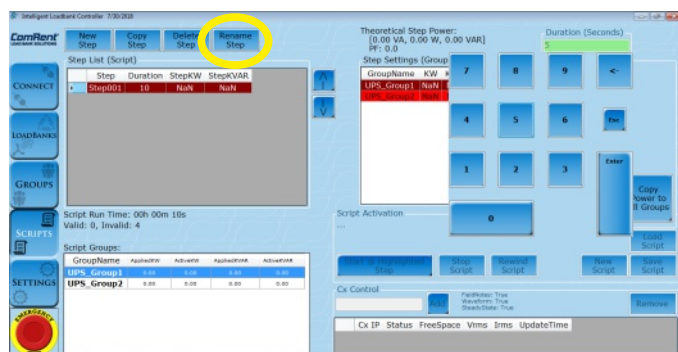 Intelligent Loadbank Controller 7/30/2018
ComRent
LOAD BANK SOLUTIONS
New Step
Copy Step
Delete Step
Rename Step
Theoretical Step Power:
[0.00 VA, 0.00 W, 0.00 VAR]
PF: 0.0
Duration (Seconds)
5
CONNECT
LOADBANKS
GROUPS
SCRIPTS
SETTINGS
EMERGENCY
Step List (Script)
Step Duration StepKW StepKVAR
Step001 10 NaN NaN
Step Settings (Group
GroupName KW K
UPS_Group1 NaN
UPS_Group2 NaN
7 8 9 <-
4 5 6 Esc
1 2 3 Enter
0
Copy
Power to
ll Groups
Script Run Time: 00h 00m 10s
Valid: 0, Invalid: 4
Script Activation
...
Load Script
Script Groups:
GroupName AppliedKW ActiveKW AppliedKVAR ActiveKVAR
UPS_Group1 0.00 0.00 0.00 0.00
UPS_Group2 0.00 0.00 0.00 0.00
Step
Stop Script
Rewind Script
New Script
Save Script
Cx Control
Add
FieldNotes: True
Waveform: True
SteadyState: True
Remove
Cx IP Status FreeSpace Vrms Irms UpdateTime